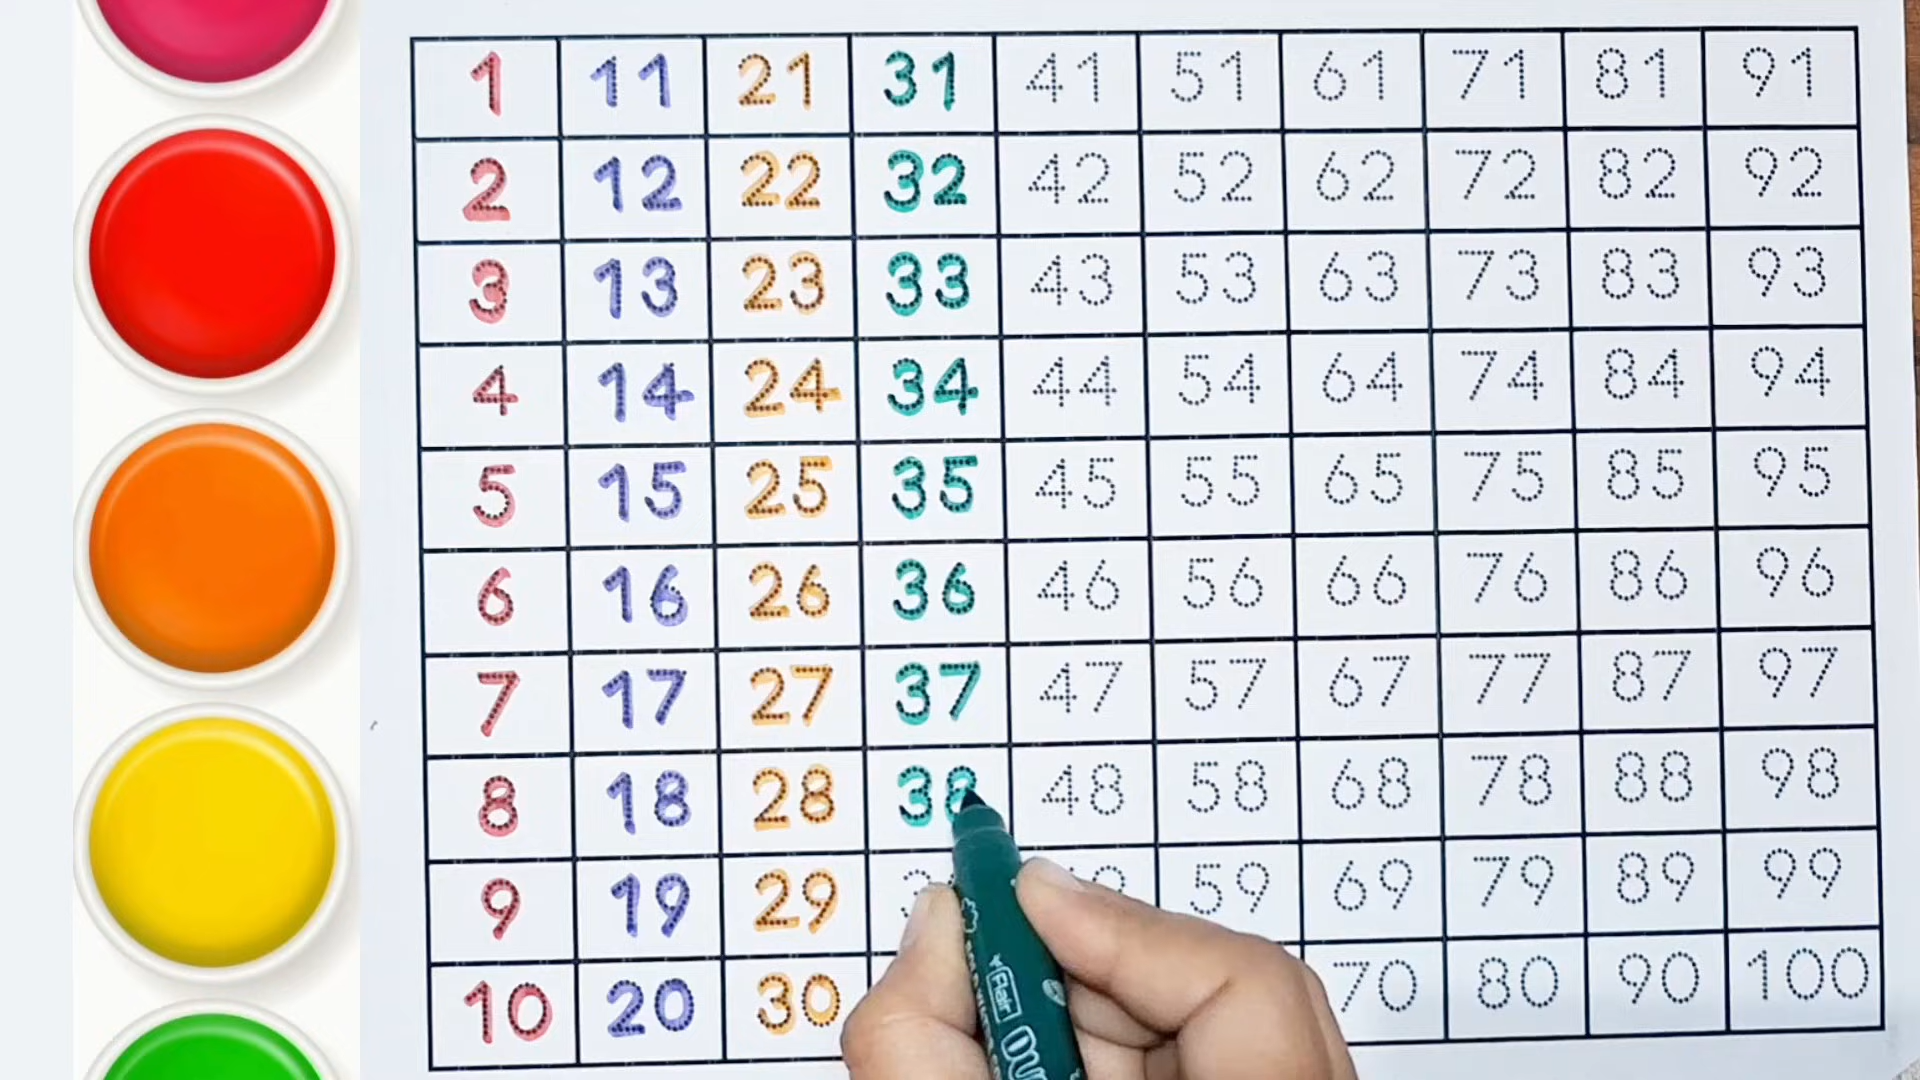 1 11 21 31 41 51 61 71 81 91
2 12 22 32 42 52 62 72 82 92
3 13 23 33 43 53 63 73 83 93
4 14 24 34 44 54 64 74 84 94
5 15 25 35 45 55 65 75 85 95
6 16 26 36 46 56 66 76 86 96
7 17 27 37 47 57 67 77 87 97
8 18 28 38 48 58 68 78 88 98
9 19 29 59 69 79 89 99
10 20 30 70 80 90 100
Flair